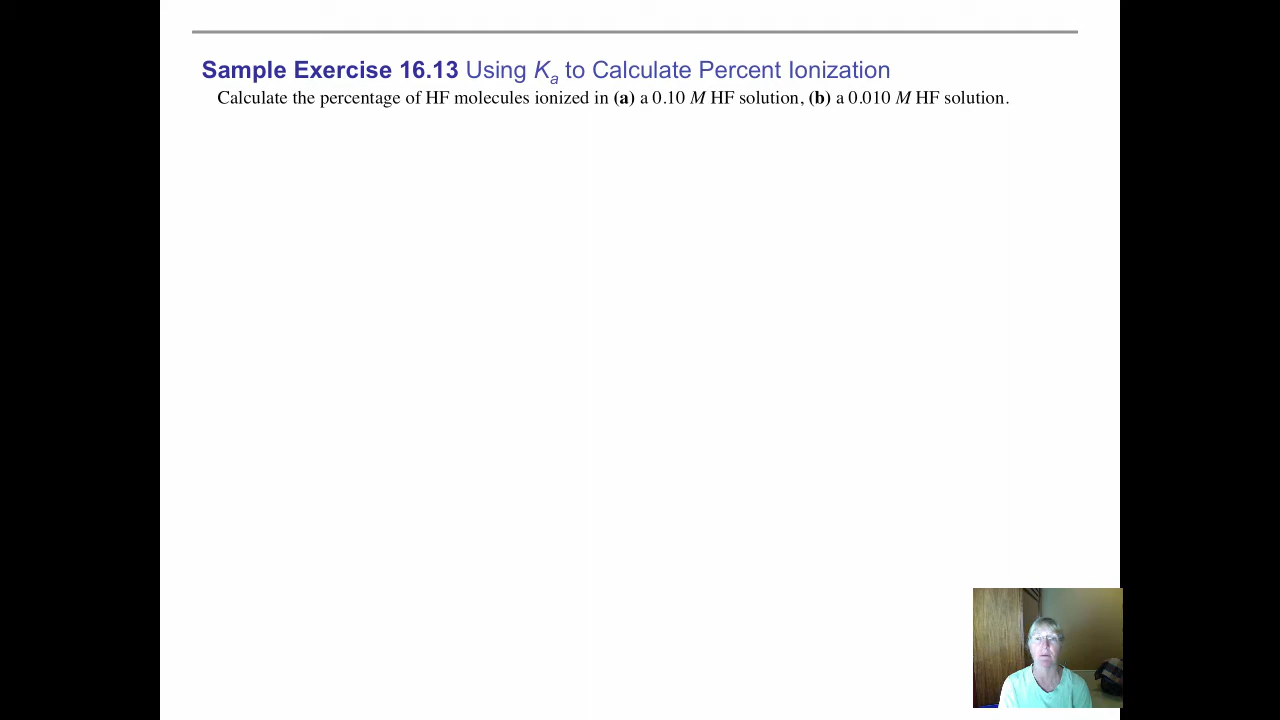 Sample Exercise 16.13 Using Ka to Calculate Percent Ionization
Calculate the percentage of HF molecules ionized in (a) a 0.10 M HF solution, (b) a 0.010 M HF solution.